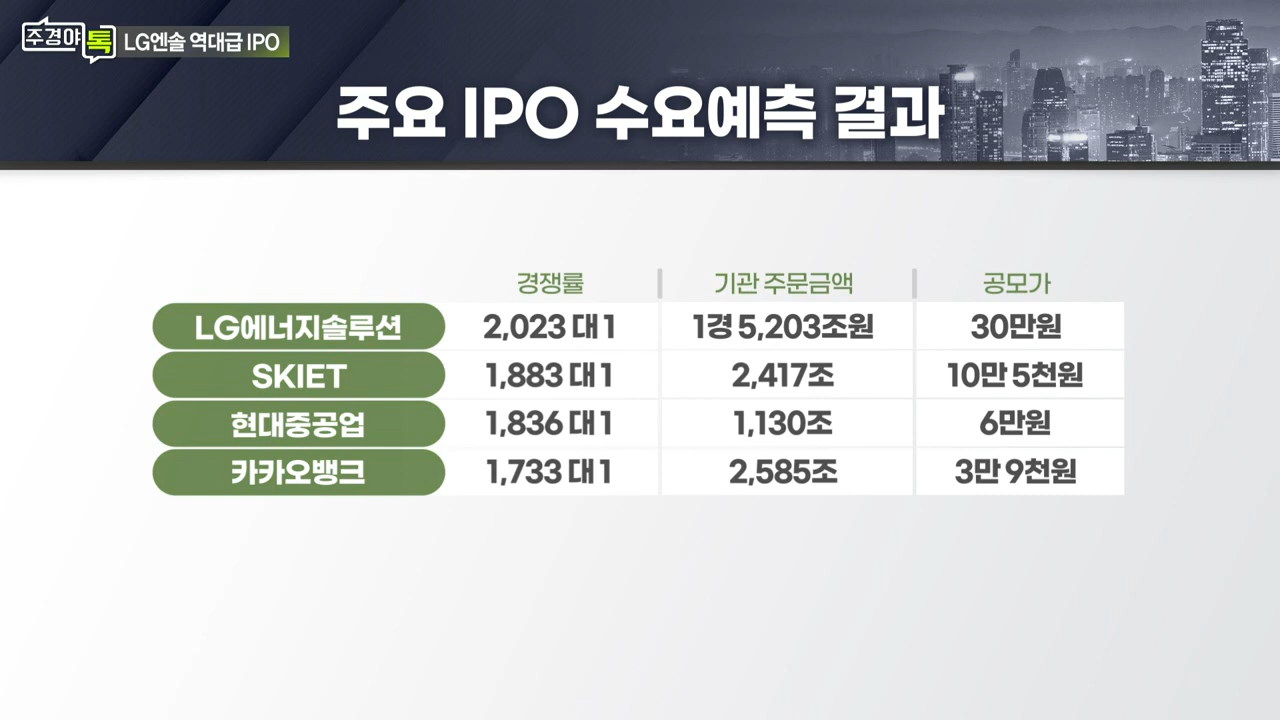 주경야톡 LG엔솔 역대급 IPO
주요 IPO 수요예측 결과
경쟁률 기관 주문금액 공모가
LG에너지솔루션 2,023 대 1 1경 5,203조원 30만원
SKIET 1,883 대 1 2,417조 10만 5천원
현대중공업 1,836 대 1 1,130조 6만원
카카오뱅크 1,733 대 1 2,585조 3만 9천원